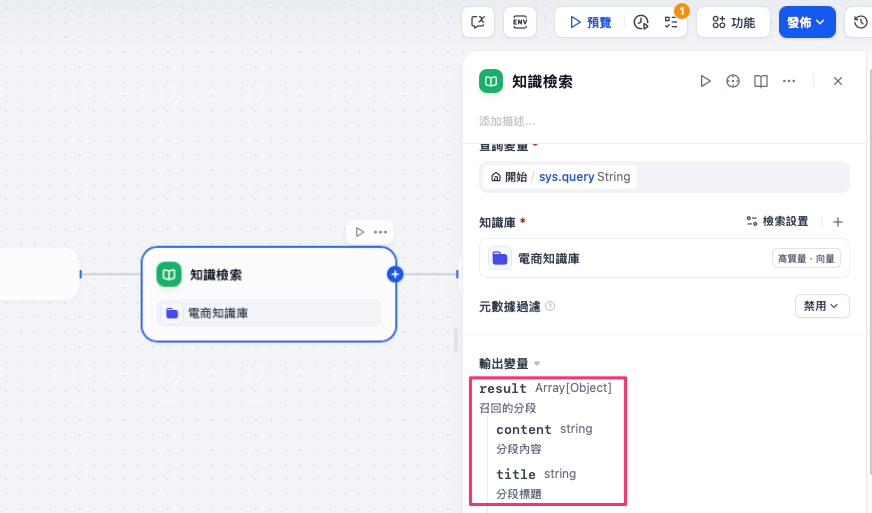 ENV
預覽
1
功能
發佈
知識檢索
添加描述...
查詢變量 *
開始 / sys.query String
知識庫 *
檢索設置
電商知識庫
高質量 · 向量
元數據過濾
禁用
輸出變量
result Array[Object]
召回的分段
content string
分段內容
title string
分段標題
知識檢索
電商知識庫